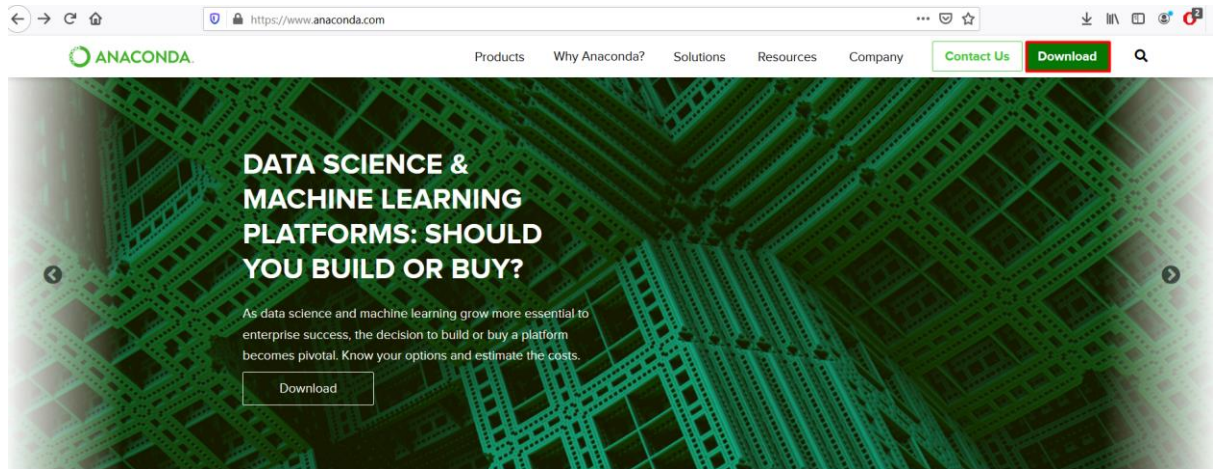 https://www.anaconda.com
2
ANACONDA.
Products Why Anaconda? Solutions Resources Company Contact Us Download
DATA SCIENCE &
MACHINE LEARNING
PLATFORMS: SHOULD
YOU BUILD OR BUY?
As data science and machine learning grow more essential to
enterprise success, the decision to build or buy a platform
becomes pivotal. Know your options and estimate the costs.
Download